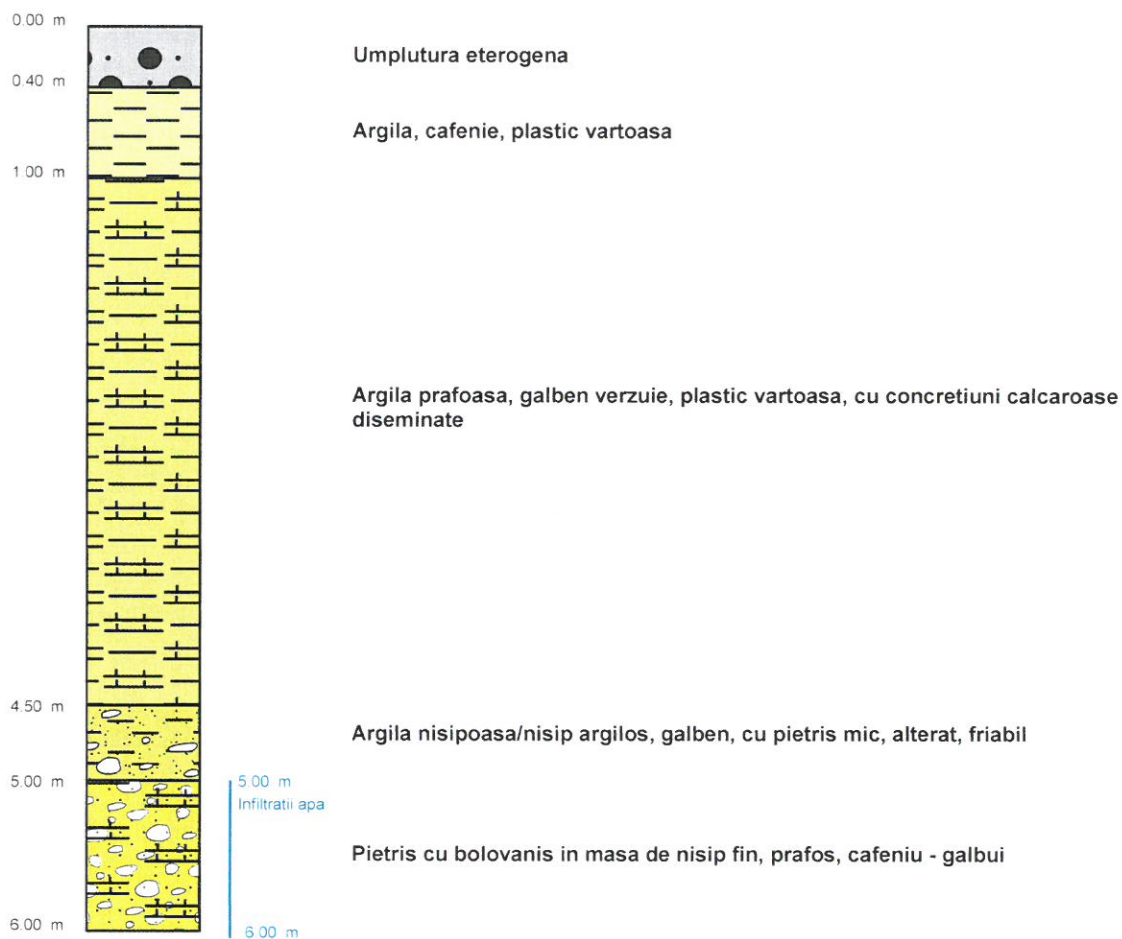 0.00 m
Umplutura eterogena
0.40 m
Argila, cafenie, plastic vartoasa
1.00 m
Argila prafoasa, galben verzuie, plastic vartoasa, cu concretiuni calcaroase
diseminate
4.50 m
Argila nisipoasa/nisip argilos, galben, cu pietris mic, alterat, friabil
5.00 m
5.00 m
Infiltratii apa
Pietris cu bolovanis in masa de nisip fin, prafos, cafeniu - galbui
6.00 m
6.00 m